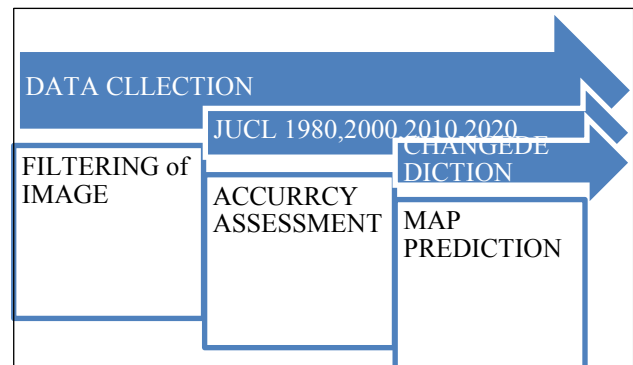 DATA CLLECTION
JUCL 1980,2000,2010,2020
CHANGEDE
DICTION
FILTERING of
IMAGE
ACCURRCY
ASSESSMENT
MAP
PREDICTION